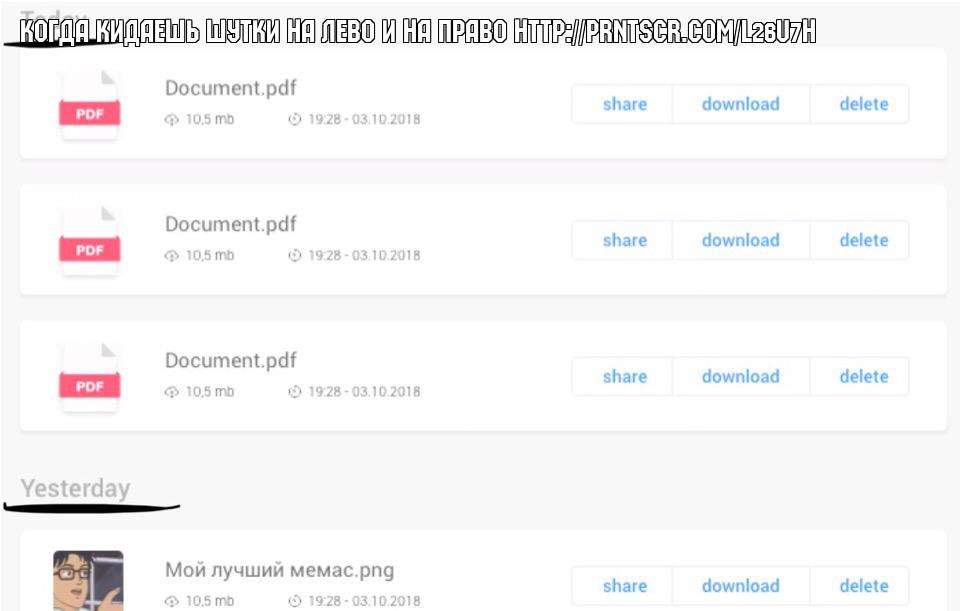 Today
КОГДА КИДАЕШЬ ШУТКИ НА ЛЕВО И НА ПРАВО HTTP://PRNTSCR.COM/L26U7H
Document.pdf
PDF
10,5 mb 19:28 - 03.10.2018
share download delete
Document.pdf
PDF
10,5 mb 19:28 - 03.10.2018
share download delete
Document.pdf
PDF
10,5 mb 19:28 - 03.10.2018
share download delete
Yesterday
Мой лучший мемас.png
10,5 mb 19:28 - 03.10.2018
share download delete